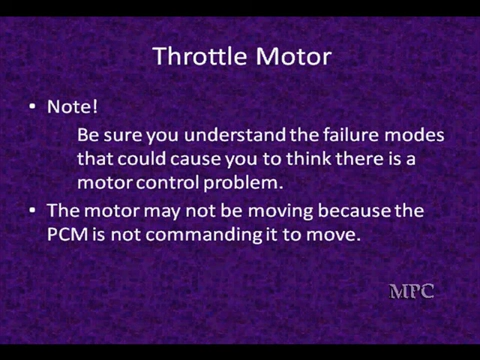 Throttle Motor
• Note!
Be sure you understand the failure modes
that could cause you to think there is a
motor control problem.
• The motor may not be moving because the
PCM is not commanding it to move.
MPC